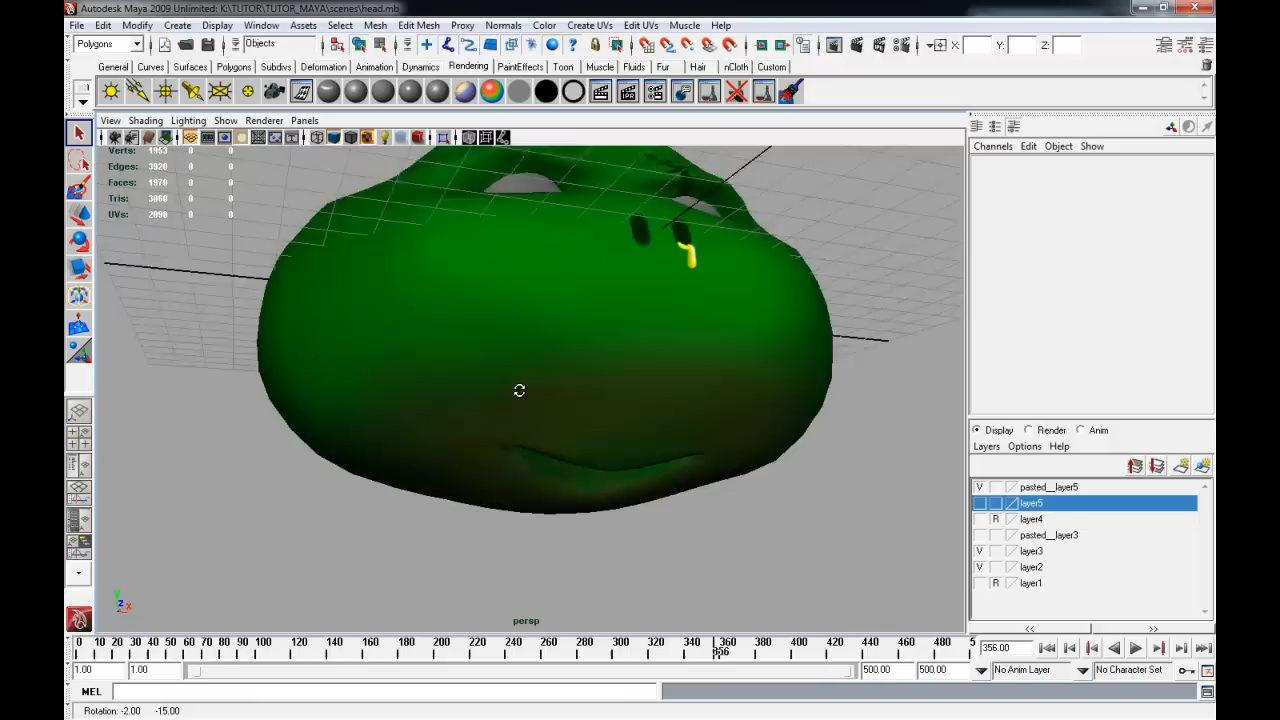 Autodesk Maya 2009 Unlimited: K:\TUTOR\TUTOR_MAYA\scenes\head.mb
File Edit Modify Create Display Window Assets Select Mesh Edit Mesh Proxy Normals Color Create UVs Edit UVs Muscle Help
Polygons Objects X: Y: Z:
General Curves Surfaces Polygons Subdivs Deformation Animation Dynamics Rendering PaintEffects Toon Muscle Fluids Fur Hair nCloth Custom
View Shading Lighting Show Renderer Panels
Channels Edit Object Show
Verts: 1953 0 0
Edges: 3920 0 0
Faces: 1970 0 0
Tris: 3860 0 0
UVs: 2098 0 0
Display Render Anim
Layers Options Help
V pasted__layer5
layer5
R layer4
pasted__layer3
V layer3
V layer2
R layer1
y
z x
persp
<< >>
0 10 20 30 40 50 60 70 80 90 100 120 140 160 180 200 220 240 260 280 300 320 340 360 380 400 420 440 460 480 5
356
356.00
1.00 1.00 500.00 500.00 No Anim Layer No Character Set
MEL
Rotation: -2.00 -15.00